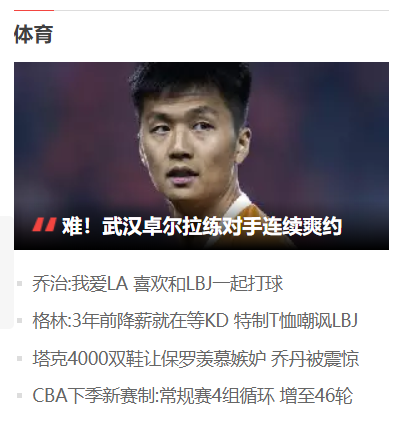 体育
难！武汉卓尔拉练对手连续爽约
乔治:我爱LA 喜欢和LBJ一起打球
格林:3年前降薪就在等KD 特制T恤嘲讽LBJ
塔克4000双鞋让保罗羡慕嫉妒 乔丹被震惊
CBA下季新赛制:常规赛4组循环 增至46轮